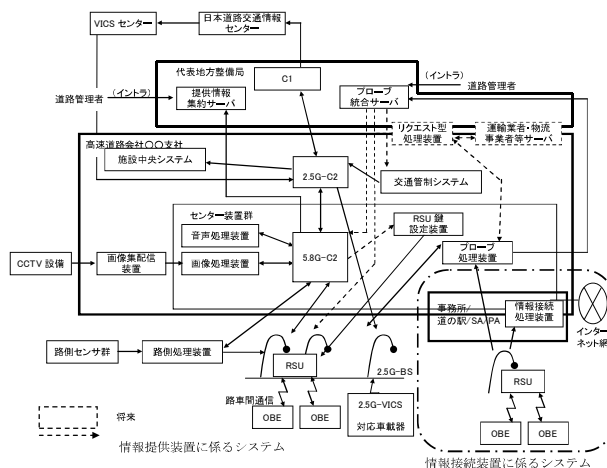 VICS センター
日本道路交通情報
センター
代表地方整備局
C1
(イントラ)
道路管理者
(イントラ)
道路管理者
提供情報
集約サーバ
プローブ
統合サーバ
リクエスト型
処理装置
運輸業者・物流
事業者等サーバ
高速道路会社〇〇支社
施設中央システム
2.5G-C2
交通管制システム
センター装置群
音声処理装置
RSU 鍵
設定装置
5.8G-C2
プローブ
処理装置
CCTV 設備
画像集配信
装置
画像処理装置
事務所/
道の駅/SA/PA
情報接続
処理装置
インター
ネット網
路側センサ群
路側処理装置
RSU
2.5G-BS
RSU
路車間通信
OBE
OBE
2.5G-VICS
対応車載器
OBE
OBE
将来
情報提供装置に係るシステム
情報接続装置に係るシステム